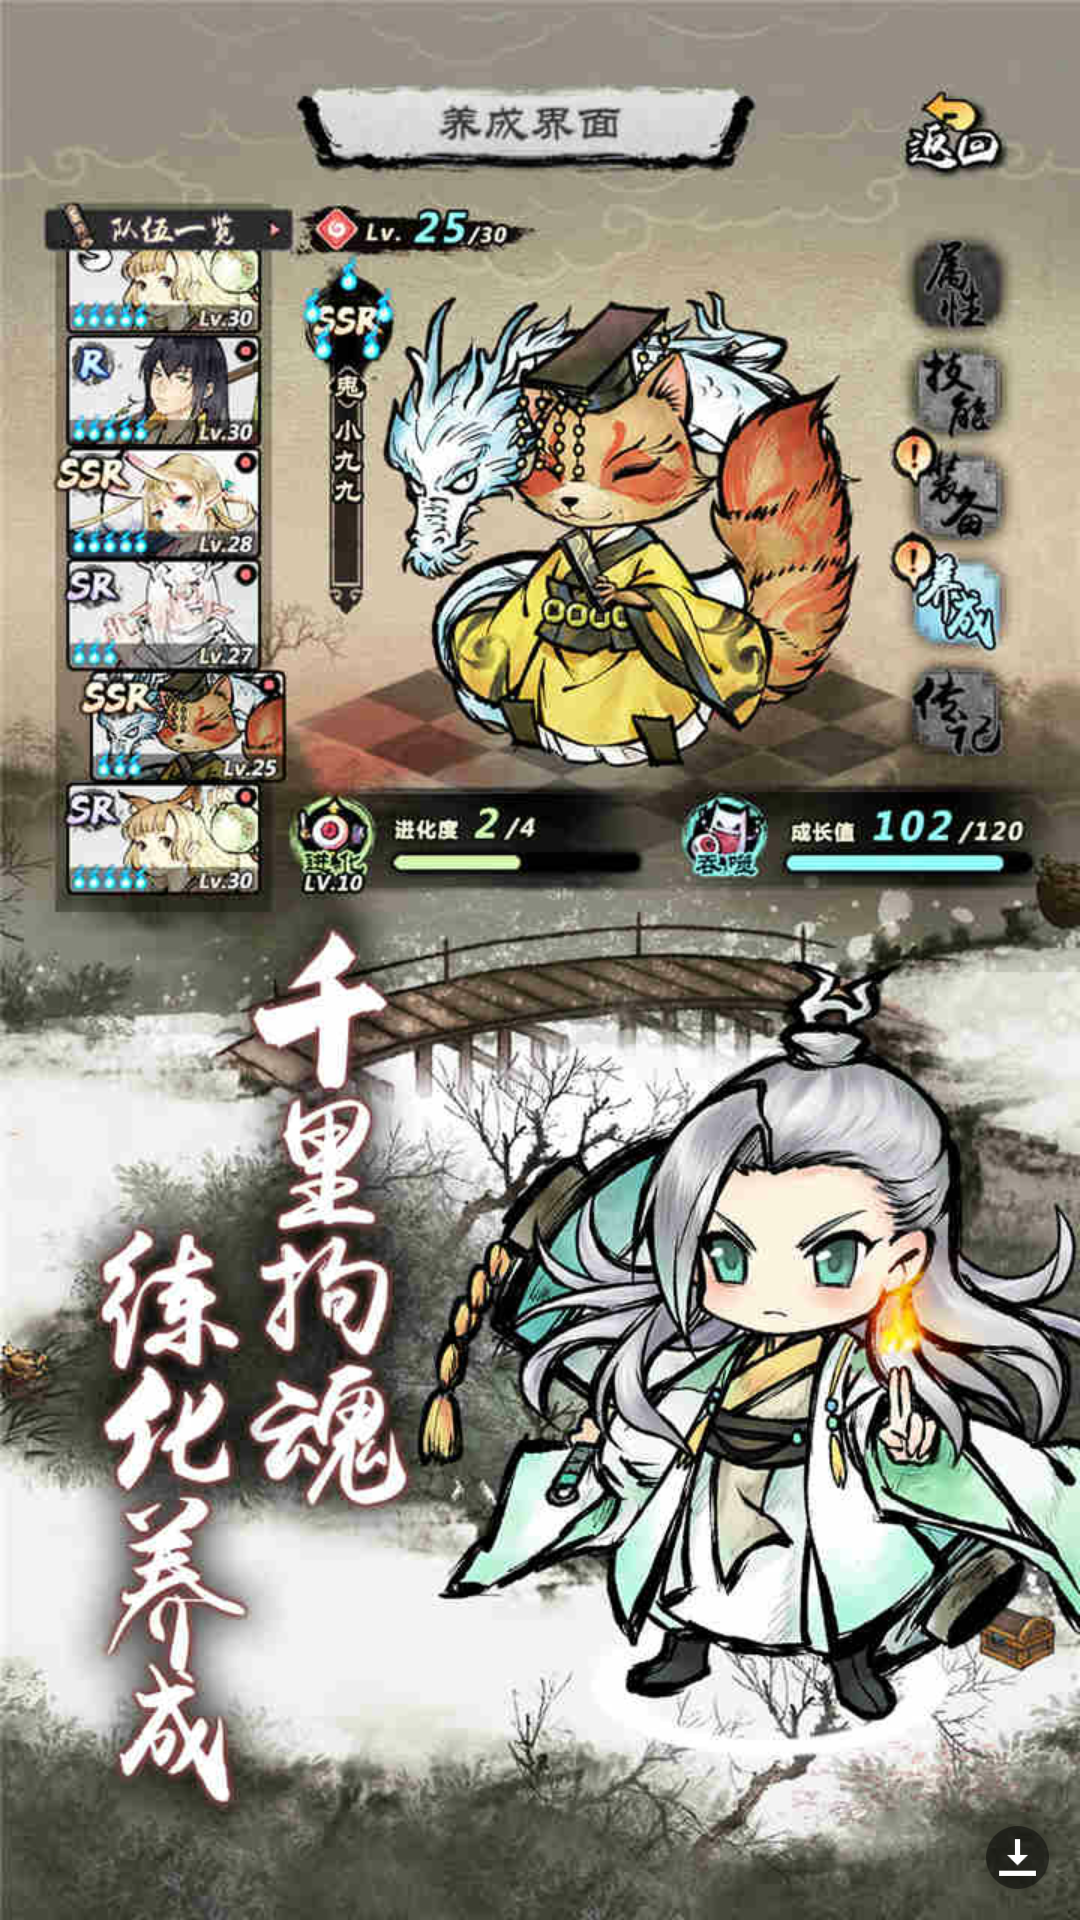 养成界面
返回
队伍一览
Lv. 25/30
Lv.30
R
Lv.30
SSR
Lv.28
SR
Lv.27
SSR
Lv.25
SR
Lv.30
SSR
（鬼）小九九
属性
技能
装备
养成
传记
进化
LV.10
进化度 2/4
吞噬
成长值 102/120
千里拘魂
练化养成